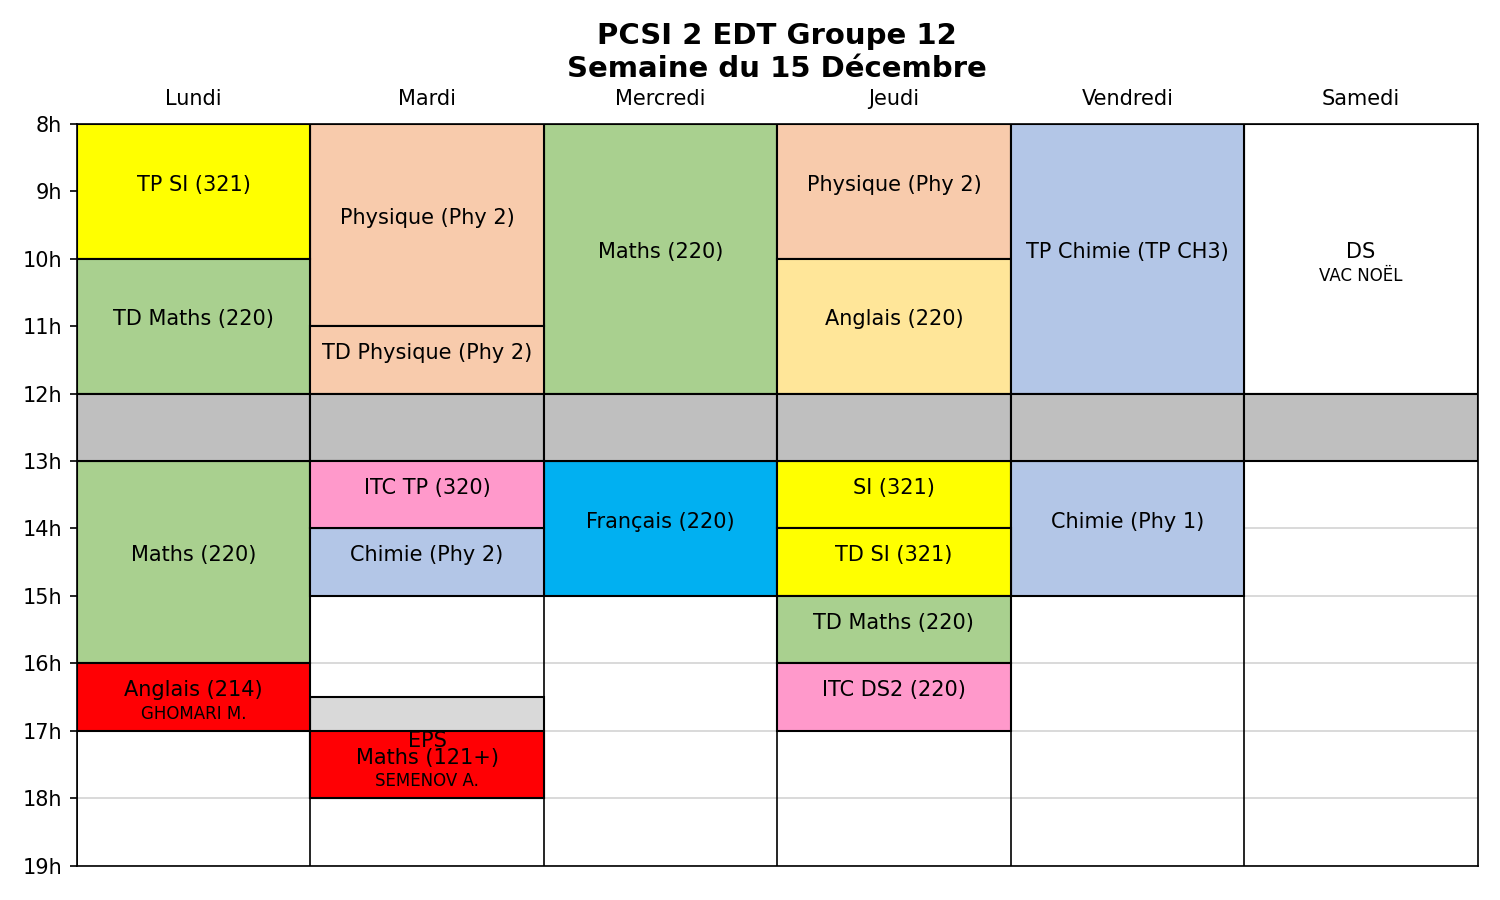 PCSI 2 EDT Groupe 12
Semaine du 15 Décembre
Lundi Mardi Mercredi Jeudi Vendredi Samedi
8h
9h
10h
11h
12h
13h
14h
15h
16h
17h
18h
19h
TP SI (321)
TD Maths (220)
Maths (220)
Anglais (214)
GHOMARI M.
Physique (Phy 2)
TD Physique (Phy 2)
ITC TP (320)
Chimie (Phy 2)
EPS
Maths (121+)
SEMENOV A.
Maths (220)
Français (220)
Physique (Phy 2)
Anglais (220)
SI (321)
TD SI (321)
TD Maths (220)
ITC DS2 (220)
TP Chimie (TP CH3)
Chimie (Phy 1)
DS
VAC NOËL